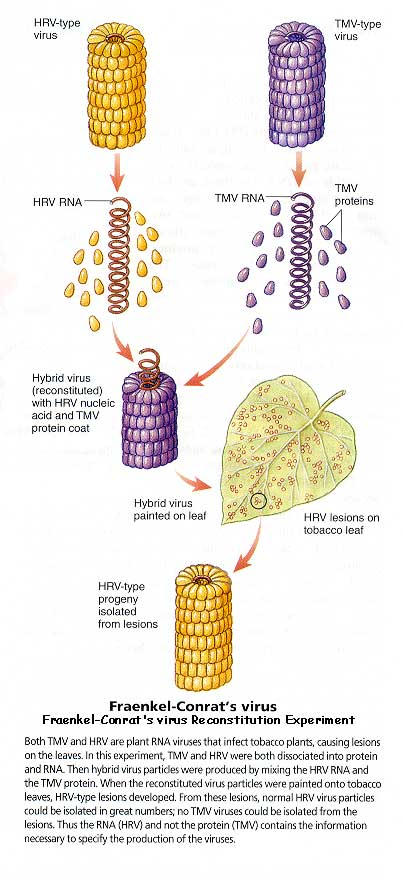 HRV-type
virus
TMV-type
virus
HRV RNA
TMV RNA
TMV
proteins
Hybrid virus
(reconstituted)
with HRV nucleic
acid and TMV
protein coat
Hybrid virus
painted on leaf
HRV lesions on
tobacco leaf
HRV-type
progeny
isolated
from lesions
Fraenkel-Conrat's virus
Fraenkel-Conrat's virus Reconstitution Experiment
Both TMV and HRV are plant RNA viruses that infect tobacco plants, causing lesions
on the leaves. In this experiment, TMV and HRV were both dissociated into protein
and RNA. Then hybrid virus particles were produced by mixing the HRV RNA and
the TMV protein. When the reconstituted virus particles were painted onto tobacco
leaves, HRV-type lesions developed. From these lesions, normal HRV virus particles
could be isolated in great numbers; no TMV viruses could be isolated from the
lesions. Thus the RNA (HRV) and not the protein (TMV) contains the information
necessary to specify the production of the viruses.